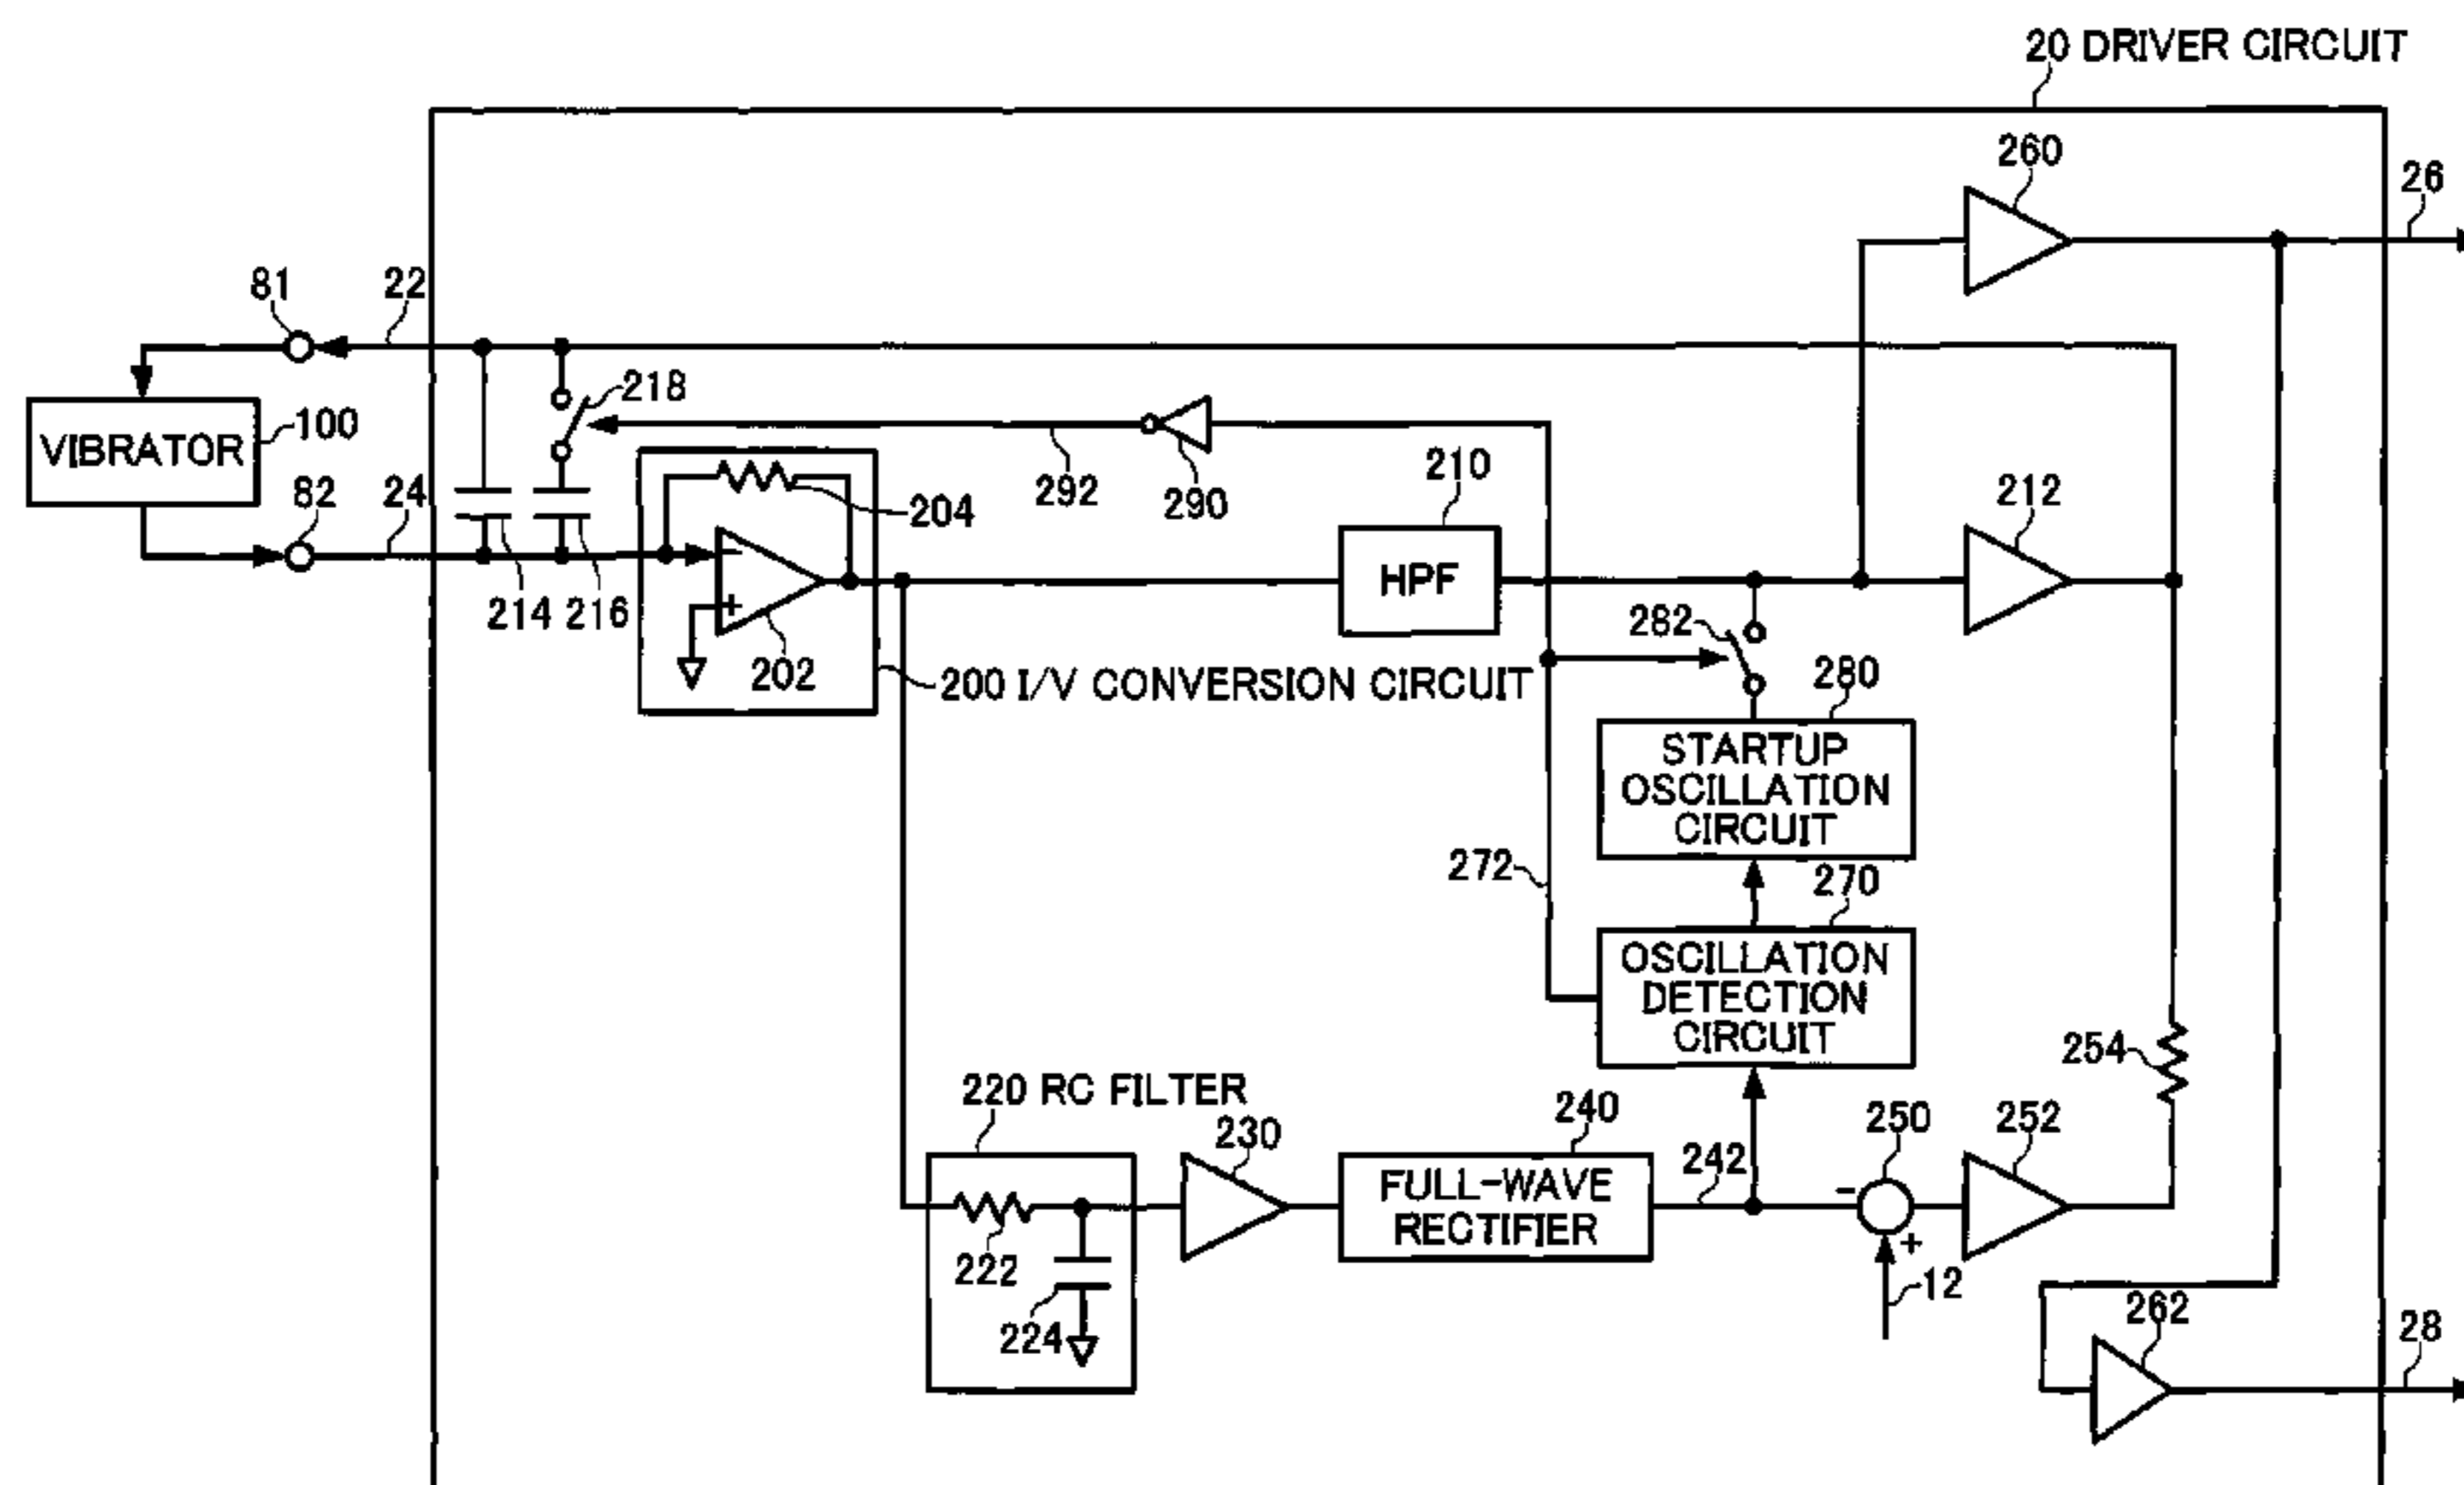 20 DRIVER CIRCUIT
260
26
81
22
218
VIBRATOR
100
82
24
204
292
290
210
212
HPF
-
+
214
216
202
282
200 I/V CONVERSION CIRCUIT
280
STARTUP
OSCILLATION
CIRCUIT
272
270
OSCILLATION
DETECTION
CIRCUIT
254
220 RC FILTER
230
240
242
250
252
FULL-WAVE
RECTIFIER
-
+
222
224
12
262
28